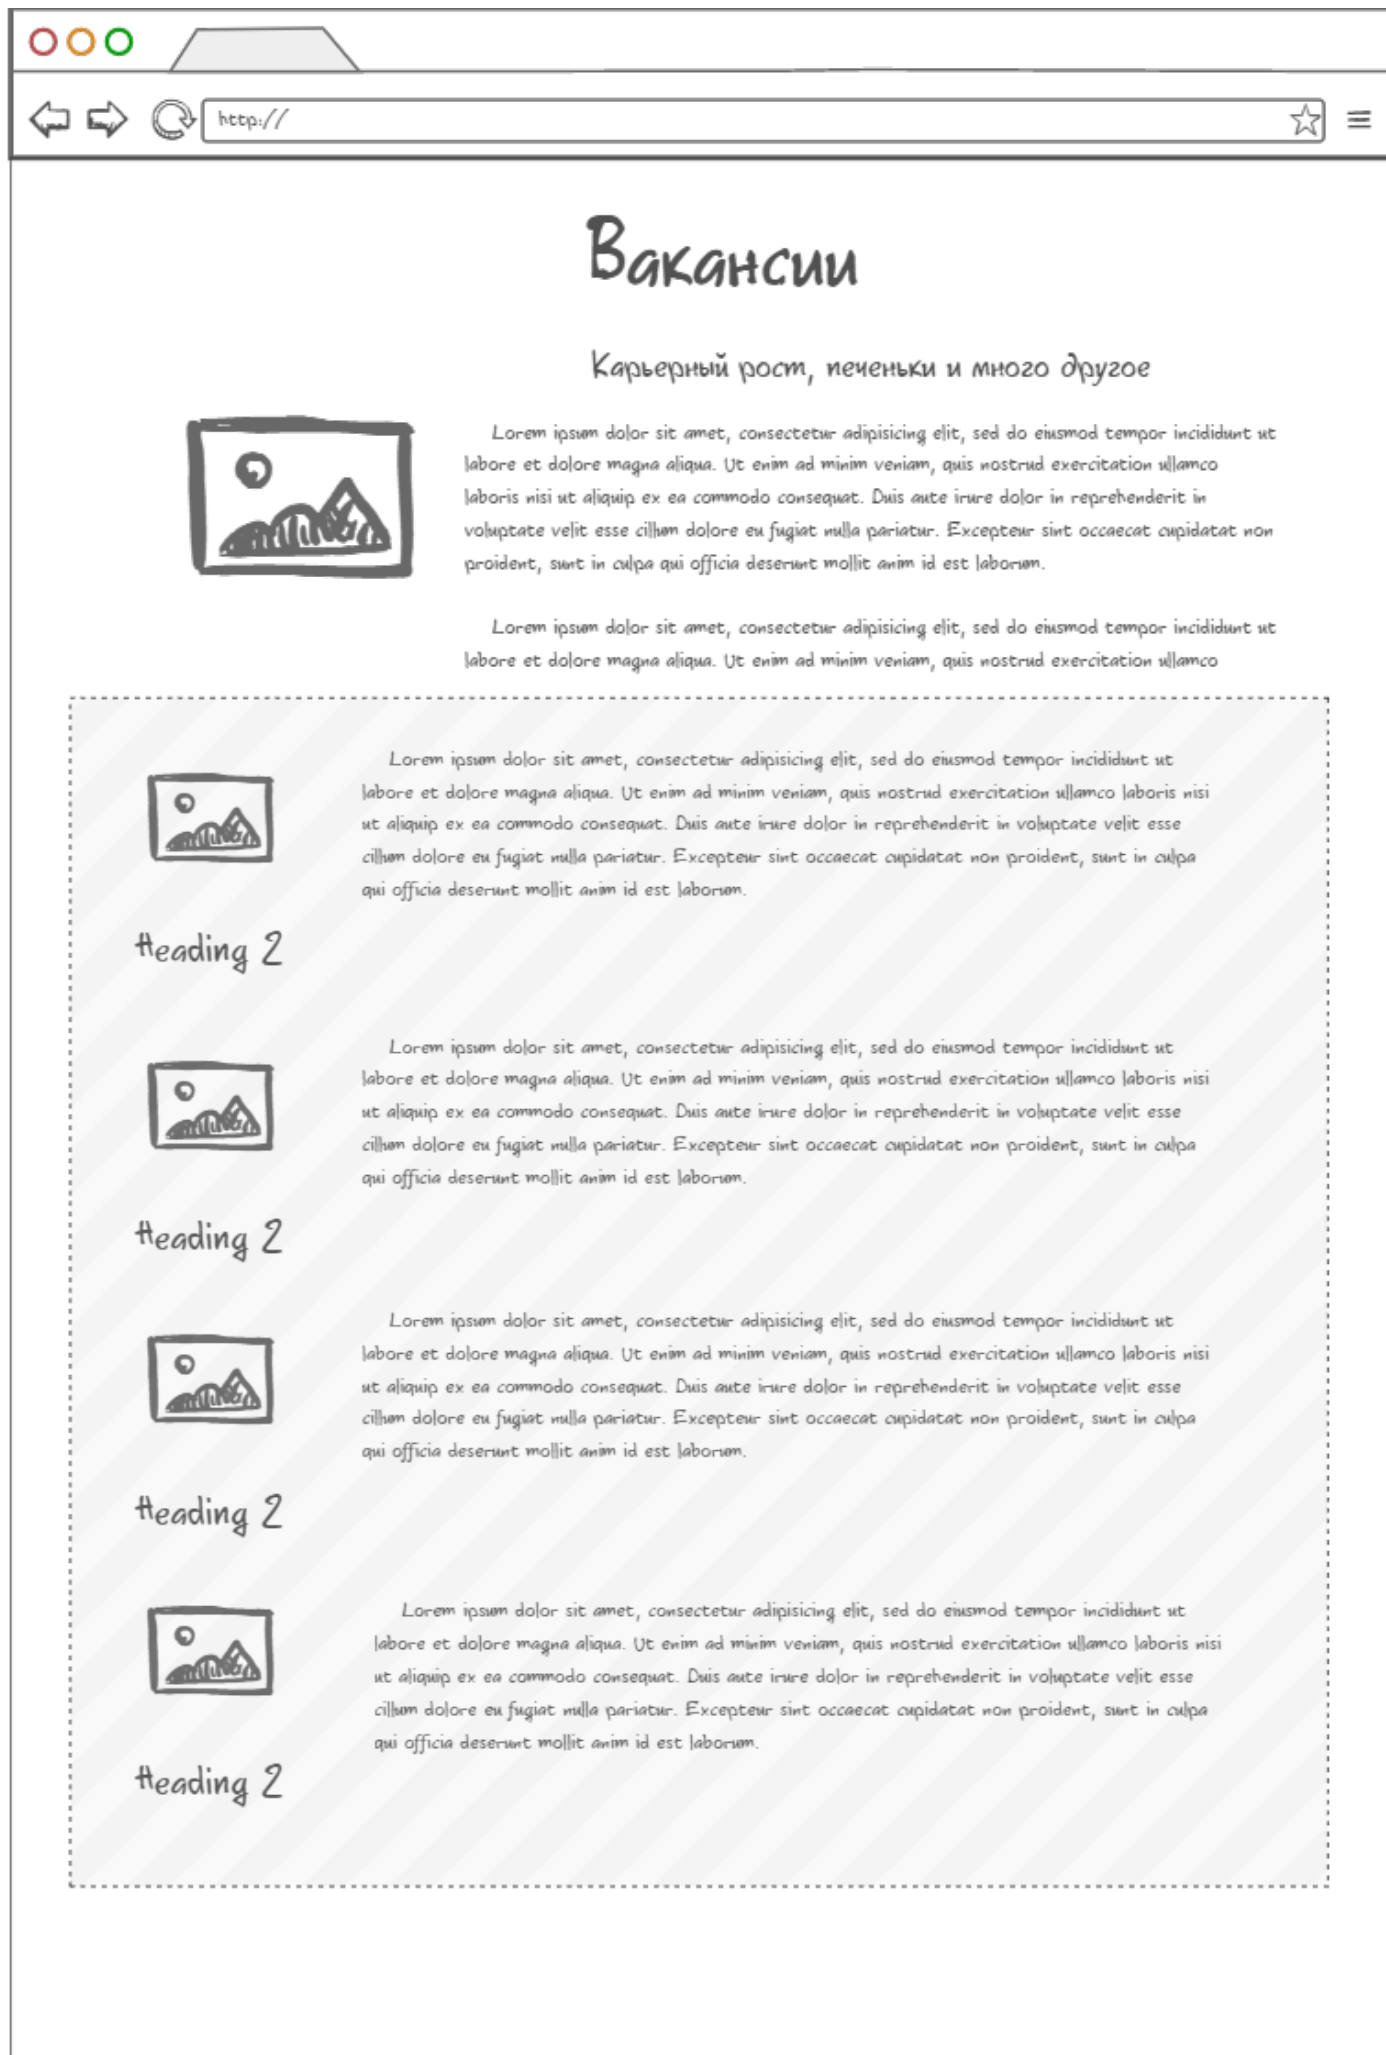 http://
Вакансии
Карьерный рост, печеньки и много другое
Lorem ipsum dolor sit amet, consectetur adipisicing elit, sed do eiusmod tempor incididunt ut
labore et dolore magna aliqua. Ut enim ad minim veniam, quis nostrud exercitation ullamco
laboris nisi ut aliquip ex ea commodo consequat. Duis aute irure dolor in reprehenderit in
voluptate velit esse cillum dolore eu fugiat nulla pariatur. Excepteur sint occaecat cupidatat non
proident, sunt in culpa qui officia deserunt mollit anim id est laborum.
Lorem ipsum dolor sit amet, consectetur adipisicing elit, sed do eiusmod tempor incididunt ut
labore et dolore magna aliqua. Ut enim ad minim veniam, quis nostrud exercitation ullamco
Lorem ipsum dolor sit amet, consectetur adipisicing elit, sed do eiusmod tempor incididunt ut
labore et dolore magna aliqua. Ut enim ad minim veniam, quis nostrud exercitation ullamco laboris nisi
ut aliquip ex ea commodo consequat. Duis aute irure dolor in reprehenderit in voluptate velit esse
cillum dolore eu fugiat nulla pariatur. Excepteur sint occaecat cupidatat non proident, sunt in culpa
qui officia deserunt mollit anim id est laborum.
Heading 2
Lorem ipsum dolor sit amet, consectetur adipisicing elit, sed do eiusmod tempor incididunt ut
labore et dolore magna aliqua. Ut enim ad minim veniam, quis nostrud exercitation ullamco laboris nisi
ut aliquip ex ea commodo consequat. Duis aute irure dolor in reprehenderit in voluptate velit esse
cillum dolore eu fugiat nulla pariatur. Excepteur sint occaecat cupidatat non proident, sunt in culpa
qui officia deserunt mollit anim id est laborum.
Heading 2
Lorem ipsum dolor sit amet, consectetur adipisicing elit, sed do eiusmod tempor incididunt ut
labore et dolore magna aliqua. Ut enim ad minim veniam, quis nostrud exercitation ullamco laboris nisi
ut aliquip ex ea commodo consequat. Duis aute irure dolor in reprehenderit in voluptate velit esse
cillum dolore eu fugiat nulla pariatur. Excepteur sint occaecat cupidatat non proident, sunt in culpa
qui officia deserunt mollit anim id est laborum.
Heading 2
Lorem ipsum dolor sit amet, consectetur adipisicing elit, sed do eiusmod tempor incididunt ut
labore et dolore magna aliqua. Ut enim ad minim veniam, quis nostrud exercitation ullamco laboris nisi
ut aliquip ex ea commodo consequat. Duis aute irure dolor in reprehenderit in voluptate velit esse
cillum dolore eu fugiat nulla pariatur. Excepteur sint occaecat cupidatat non proident, sunt in culpa
qui officia deserunt mollit anim id est laborum.
Heading 2